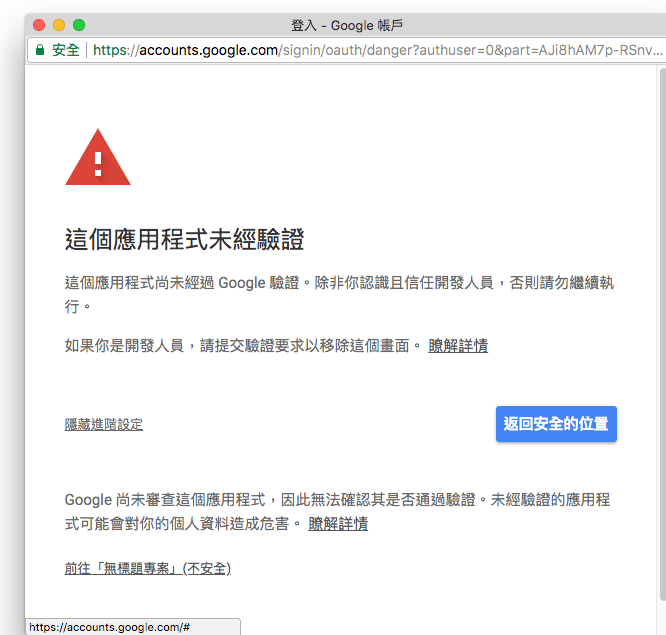 登入 - Google 帳戶
安全 https://accounts.google.com/signin/oauth/danger?authuser=0&part=AJi8hAM7p-RSnv...
這個應用程式未經驗證
這個應用程式尚未經過 Google 驗證。除非你認識且信任開發人員，否則請勿繼續執
行。
如果你是開發人員，請提交驗證要求以移除這個畫面。 瞭解詳情
隱藏進階設定
返回安全的位置
Google 尚未審查這個應用程式，因此無法確認其是否通過驗證。未經驗證的應用程
式可能會對你的個人資料造成危害。 瞭解詳情
前往「無標題專案」(不安全)
https://accounts.google.com/#